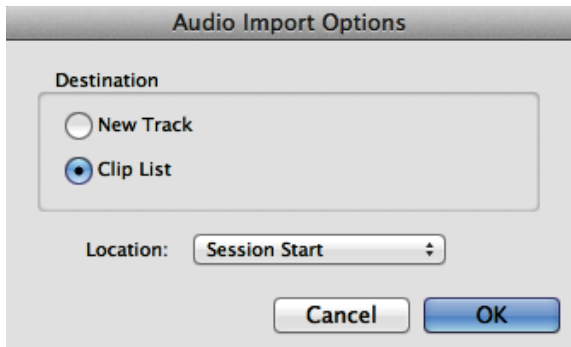 Audio Import Options
Destination
New Track
Clip List
Location: Session Start
Cancel OK